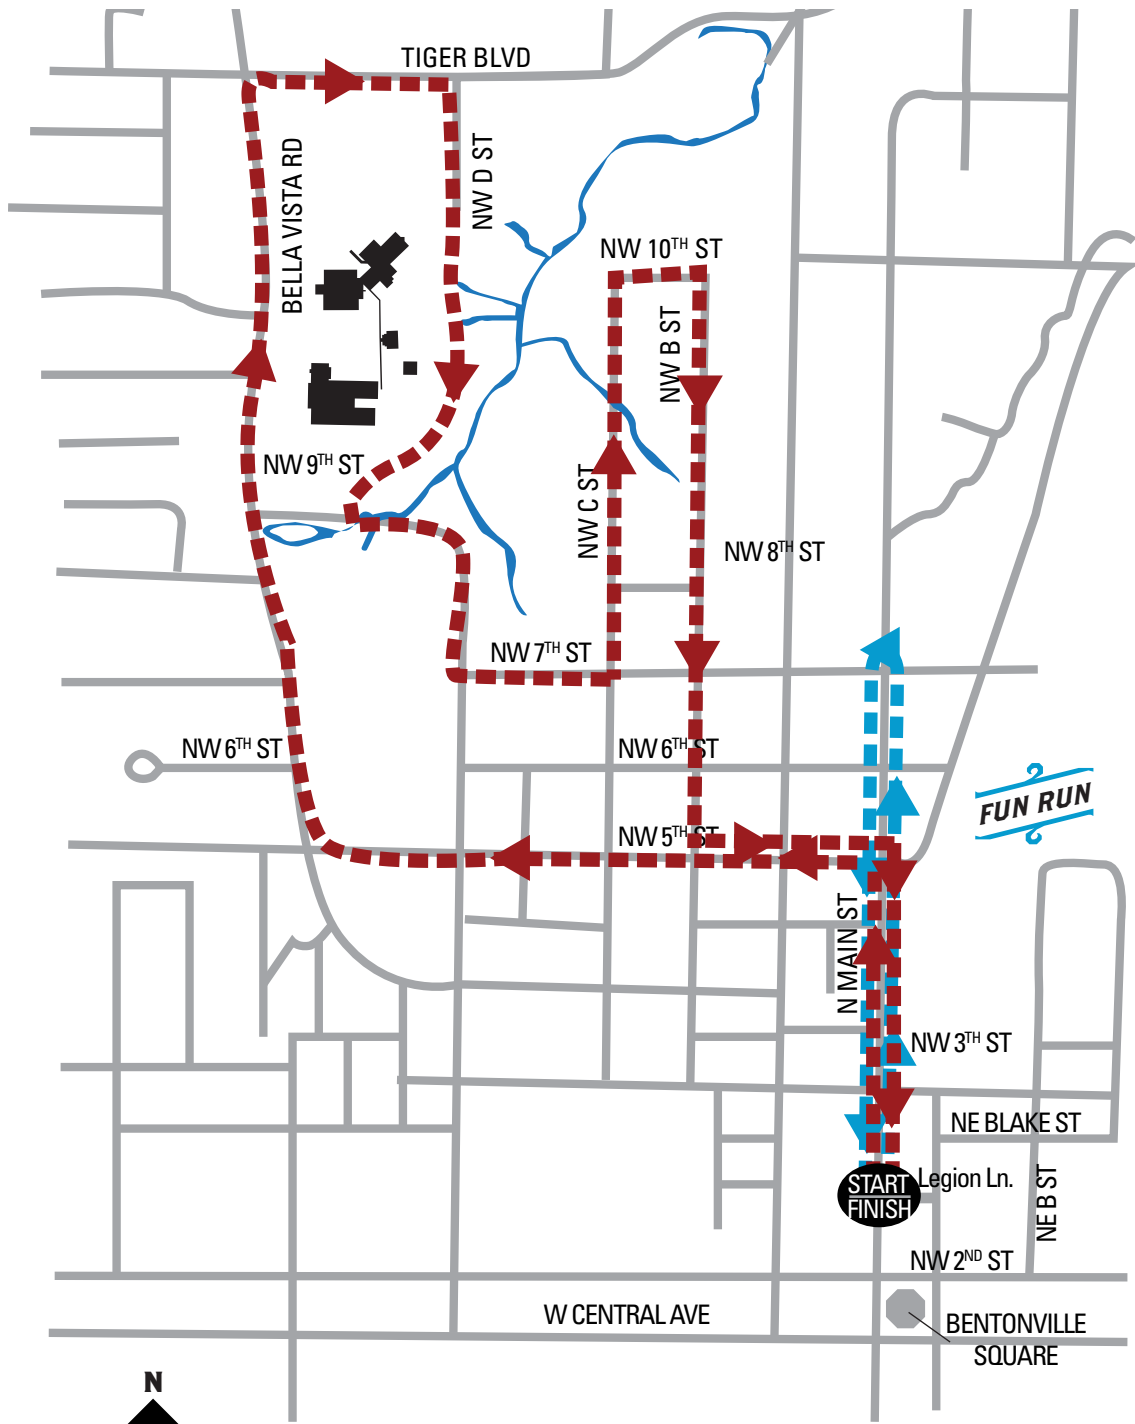 TIGER BLVD
BELLA VISTA RD
NW D ST
NW 10TH ST
NW B ST
NW 9TH ST
NW C ST
NW 8TH ST
NW 7TH ST
NW 6TH ST
NW 6TH ST
FUN RUN
NW 5TH ST
N MAIN ST
NW 3TH ST
NE BLAKE ST
START
FINISH
Legion Ln.
NE B ST
NW 2ND ST
W CENTRAL AVE
BENTONVILLE
SQUARE
N